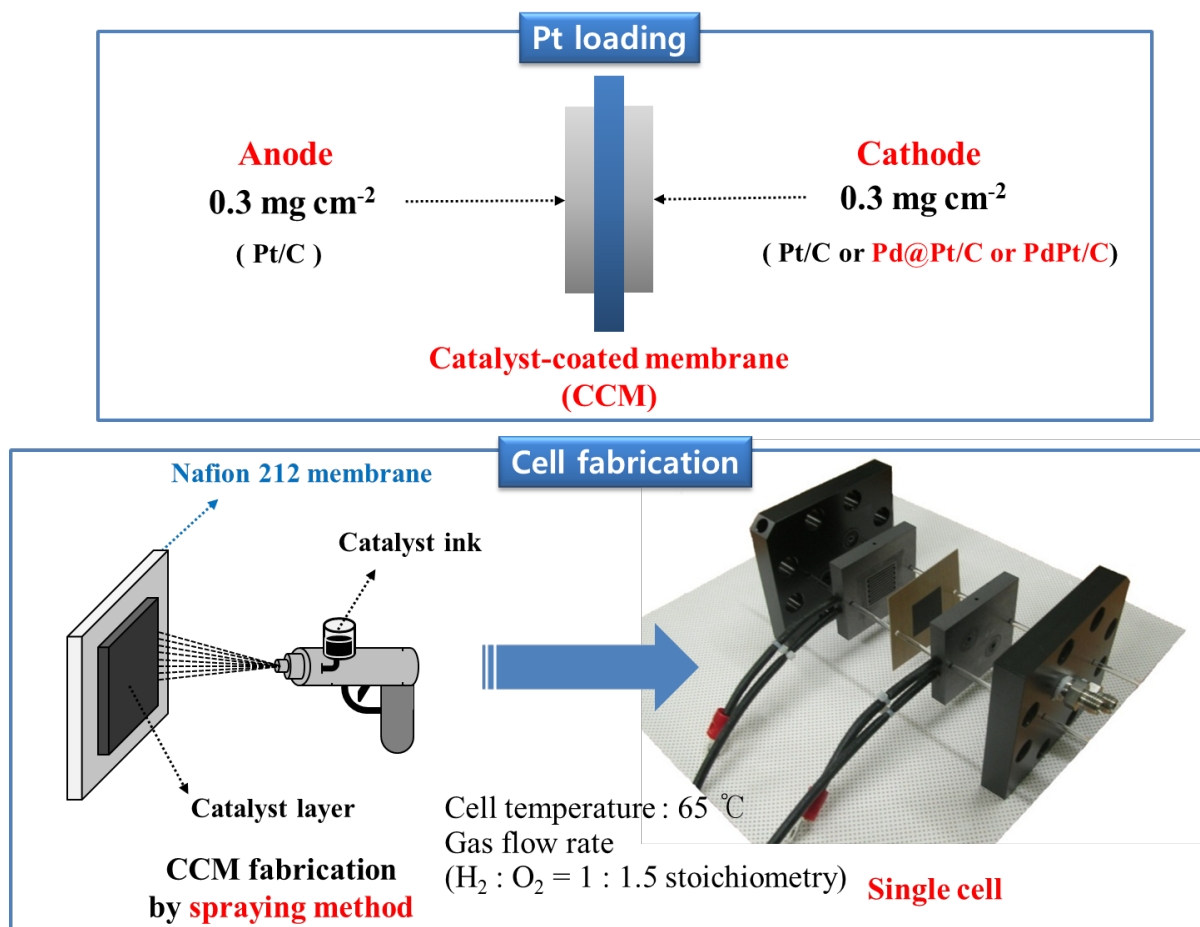 Pt loading
Anode
0.3 mg cm⁻²
( Pt/C )
Cathode
0.3 mg cm⁻²
( Pt/C or Pd@Pt/C or PdPt/C)
Catalyst-coated membrane
(CCM)
Cell fabrication
Nafion 212 membrane
Catalyst ink
Catalyst layer
CCM fabrication
by spraying method
Cell temperature : 65 ℃
Gas flow rate
(H₂ : O₂ = 1 : 1.5 stoichiometry)
Single cell